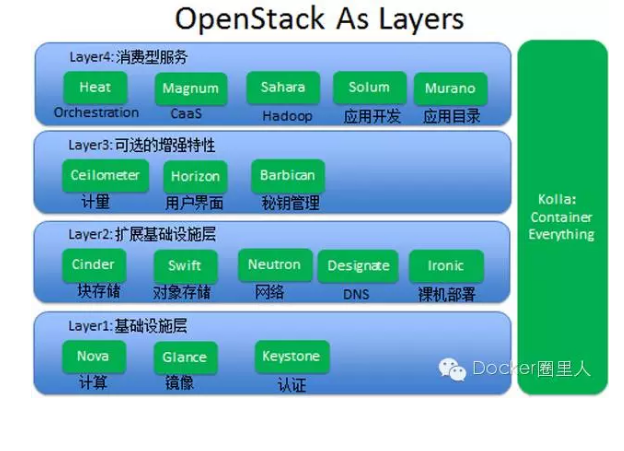 OpenStack As Layers
Layer4:消费型服务
Heat Magnum Sahara Solum Murano
Orchestration CaaS Hadoop 应用开发 应用目录
Layer3:可选的增强特性
Ceilometer Horizon Barbican
计量 用户界面 秘钥管理
Layer2:扩展基础设施层
Cinder Swift Neutron Designate Ironic
块存储 对象存储 网络 DNS 裸机部署
Layer1:基础设施层
Nova Glance Keystone
计算 镜像 认证
Kolla:
Container
Everything
Docker圈里人